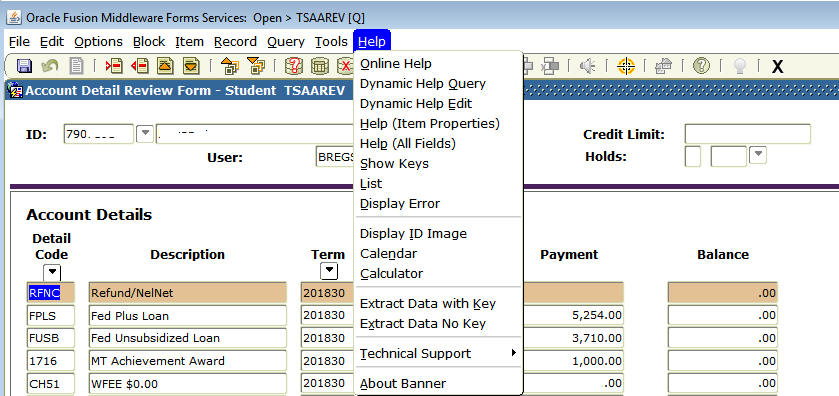 Oracle Fusion Middleware Forms Services: Open > TSAAREV [Q]
File Edit Options Block Item Record Query Tools Help
Account Detail Review Form - Student TSAAREV
Online Help
Dynamic Help Query
Dynamic Help Edit
Help (Item Properties)
Help (All Fields)
Show Keys
List
Display Error
Display ID Image
Calendar
Calculator
Extract Data with Key
Extract Data No Key
Technical Support
About Banner
ID: 790
Credit Limit:
User: BREGS
Holds:
Account Details
Detail Code Description Term Payment Balance
RFNC Refund/NelNet 201830 .00
FPLS Fed Plus Loan 201830 5,254.00 .00
FUSB Fed Unsubsidized Loan 201830 3,710.00 .00
1716 MT Achievement Award 201830 1,000.00 .00
CH51 WFEE $0.00 201830 .00 .00